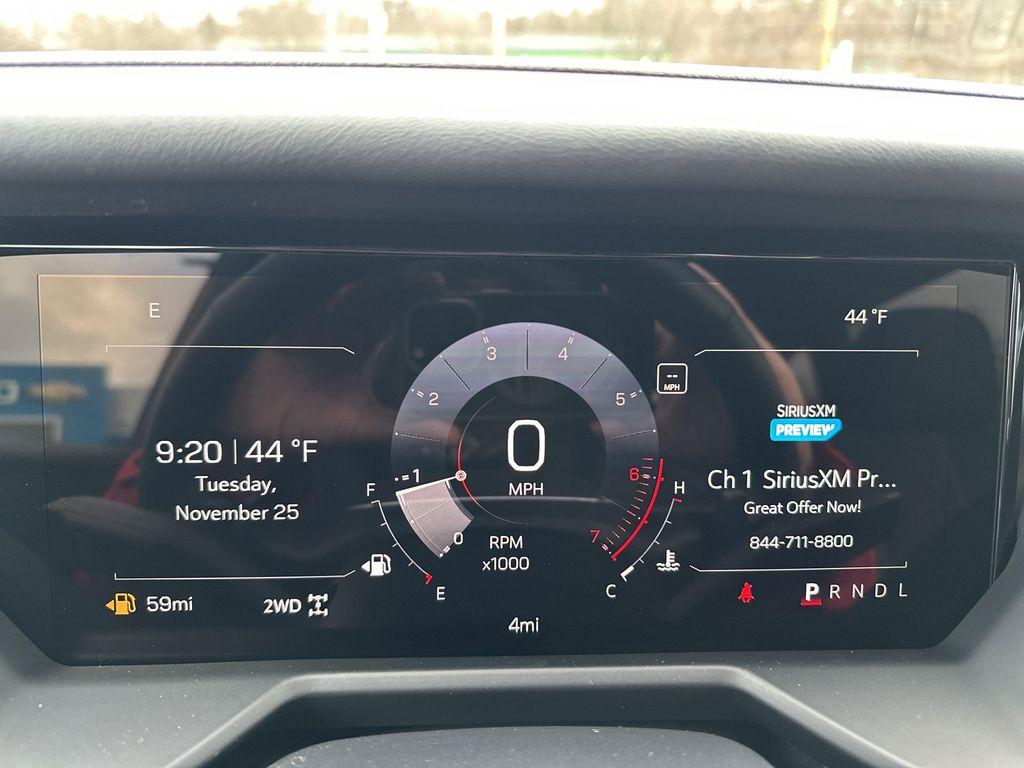 E
44 °F
3
4
2
5
--
MPH
SIRIUSXM
PREVIEW
9:20 | 44 °F
Tuesday,
November 25
0
MPH
1
6
F
H
Ch 1 SiriusXM Pr...
Great Offer Now!
844-711-8800
0
RPM
x1000
7
E
C
59mi
2WD
4mi
P R N D L